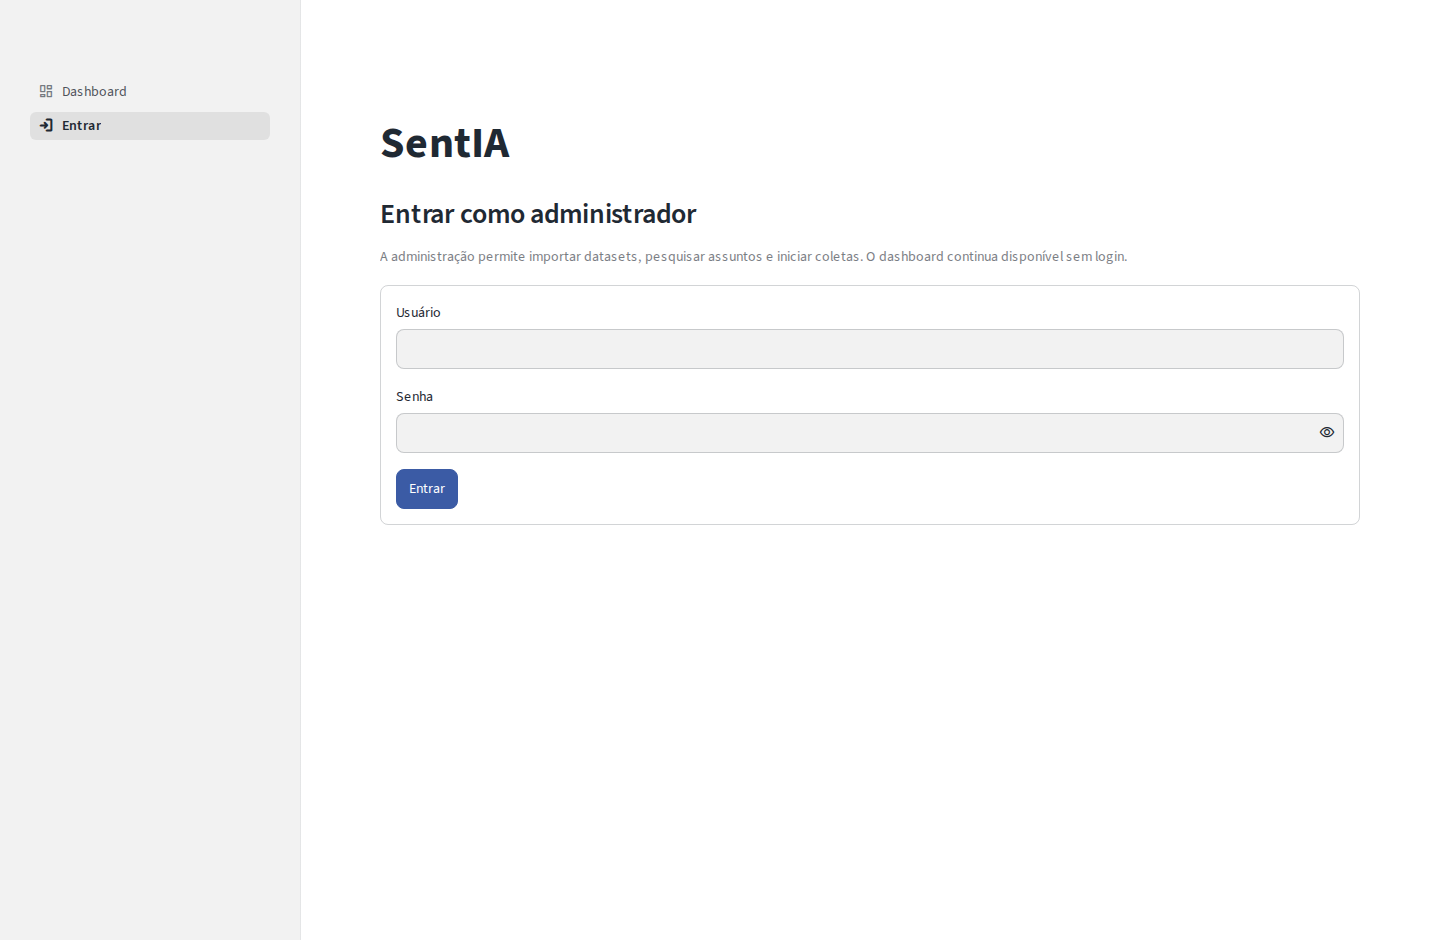 Dashboard
Entrar
SentIA
Entrar como administrador
A administração permite importar datasets, pesquisar assuntos e iniciar coletas. O dashboard continua disponível sem login.
Usuário
Senha
Entrar